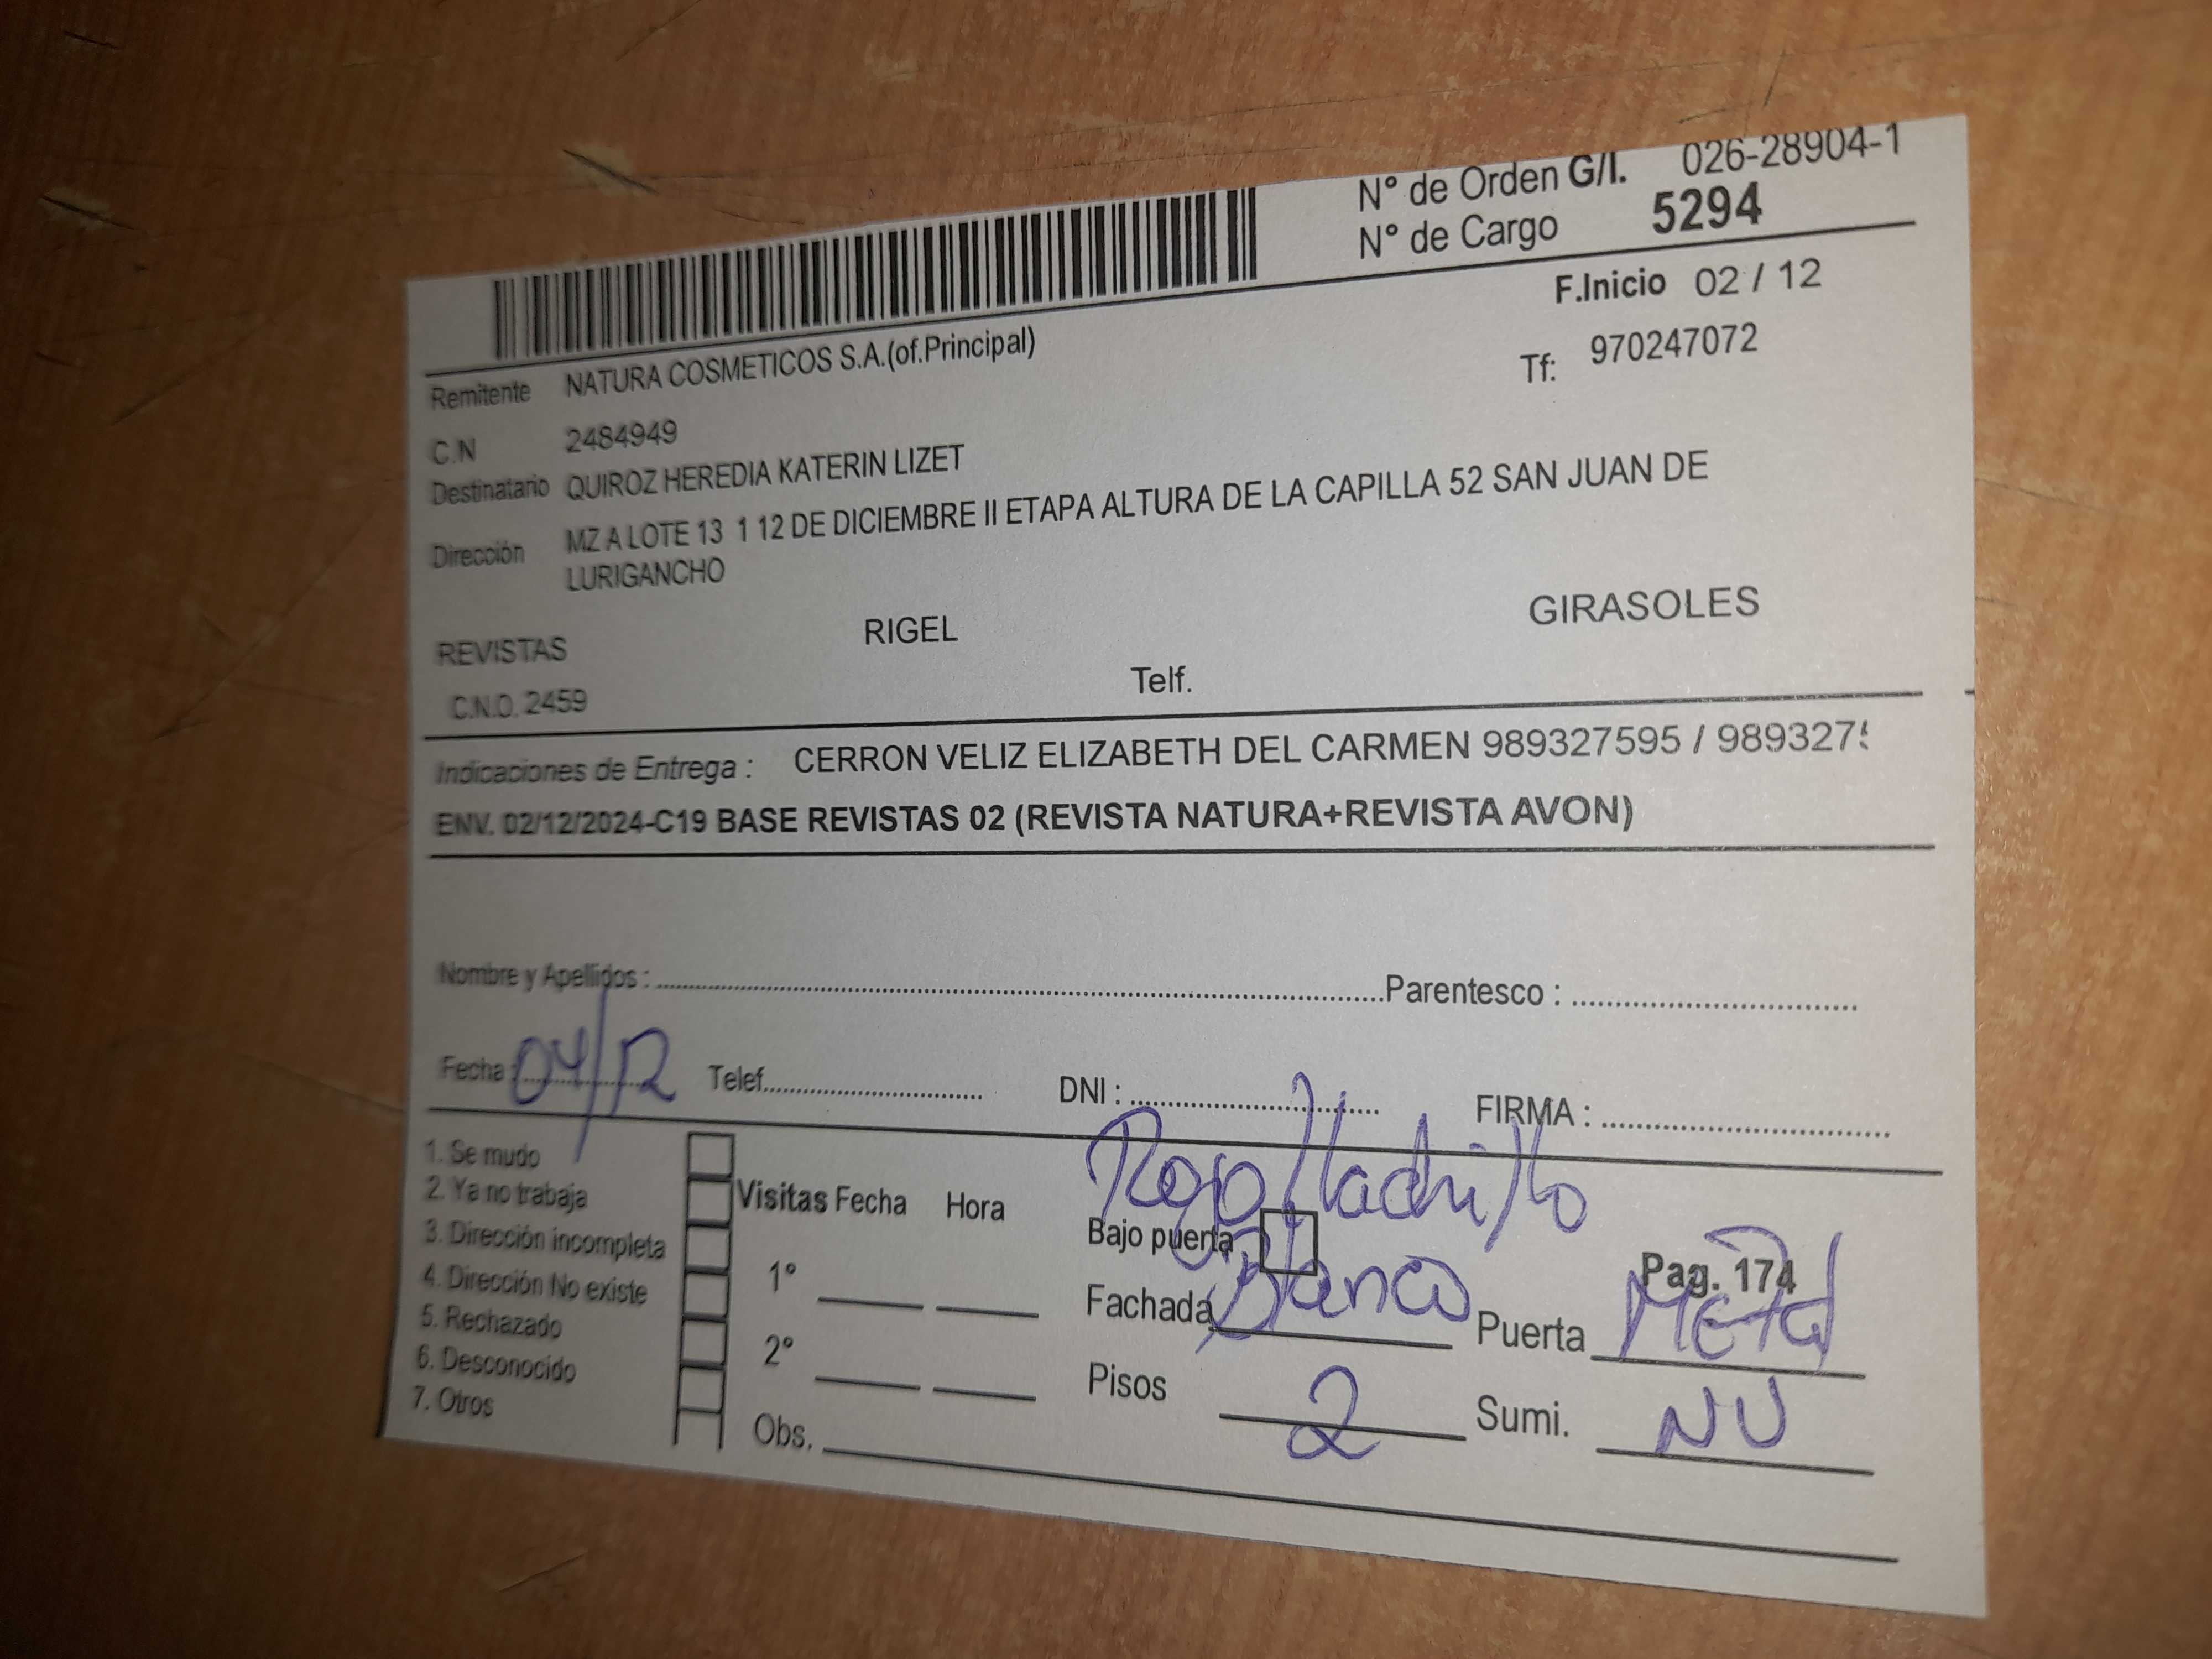 N° de Orden G/I. 026-28904-1
N° de Cargo 5294
F.Inicio 02 / 12
Remitente NATURA COSMETICOS S.A.(of.Principal)
Tf: 970247072
C.N 2484949
Destinatario QUIROZ HEREDIA KATERIN LIZET
Dirección MZ A LOTE 13 1 12 DE DICIEMBRE II ETAPA ALTURA DE LA CAPILLA 52 SAN JUAN DE
LURIGANCHO
REVISTAS RIGEL GIRASOLES
C.N.O. 2459 Telf.
Indicaciones de Entrega : CERRON VELIZ ELIZABETH DEL CARMEN 989327595 / 989327
ENV. 02/12/2024-C19 BASE REVISTAS 02 (REVISTA NATURA+REVISTA AVON)
Nombre y Apellidos : Parentesco :
Fecha : 04/12 Telef. DNI : FIRMA :
1. Se mudo
2. Ya no trabaja
3. Dirección incompleta
4. Dirección No existe
5. Rechazado
6. Desconocido
7. Otros
Visitas Fecha Hora
1°
2°
Obs.
Rojo/ladrillo
Bajo puerta
Pag. 174
Fachada Blanco Puerta Metal
Pisos 2 Sumi. NU